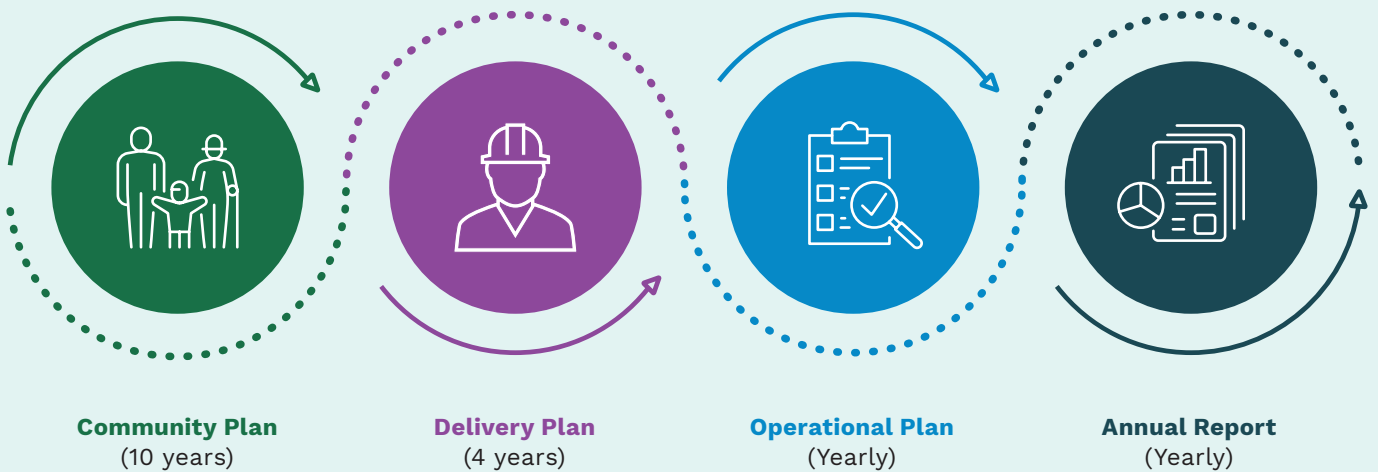 Community Plan
(10 years)
Delivery Plan
(4 years)
Operational Plan
(Yearly)
Annual Report
(Yearly)